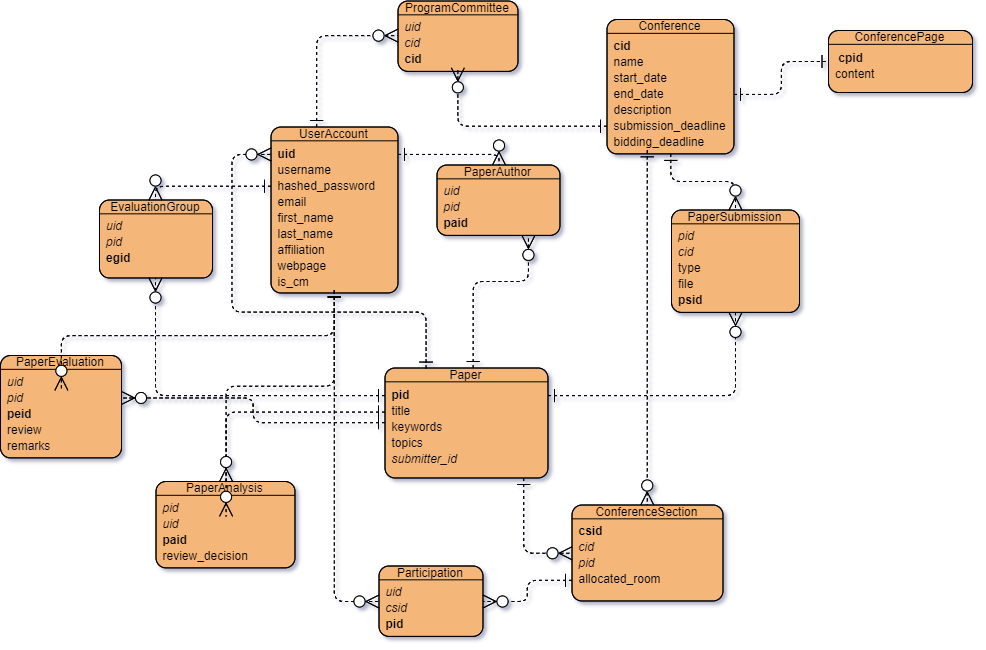 ProgramCommittee
uid
cid
cid
Conference
cid
name
start_date
end_date
description
submission_deadline
bidding_deadline
ConferencePage
cpid
content
UserAccount
uid
username
hashed_password
email
first_name
last_name
affiliation
webpage
is_cm
PaperAuthor
uid
pid
paid
EvaluationGroup
uid
pid
egid
PaperSubmission
pid
cid
type
file
psid
PaperEvaluation
uid
pid
peid
review
remarks
Paper
pid
title
keywords
topics
submitter_id
PaperAnalysis
pid
uid
paid
review_decision
ConferenceSection
csid
cid
pid
allocated_room
Participation
uid
csid
pid